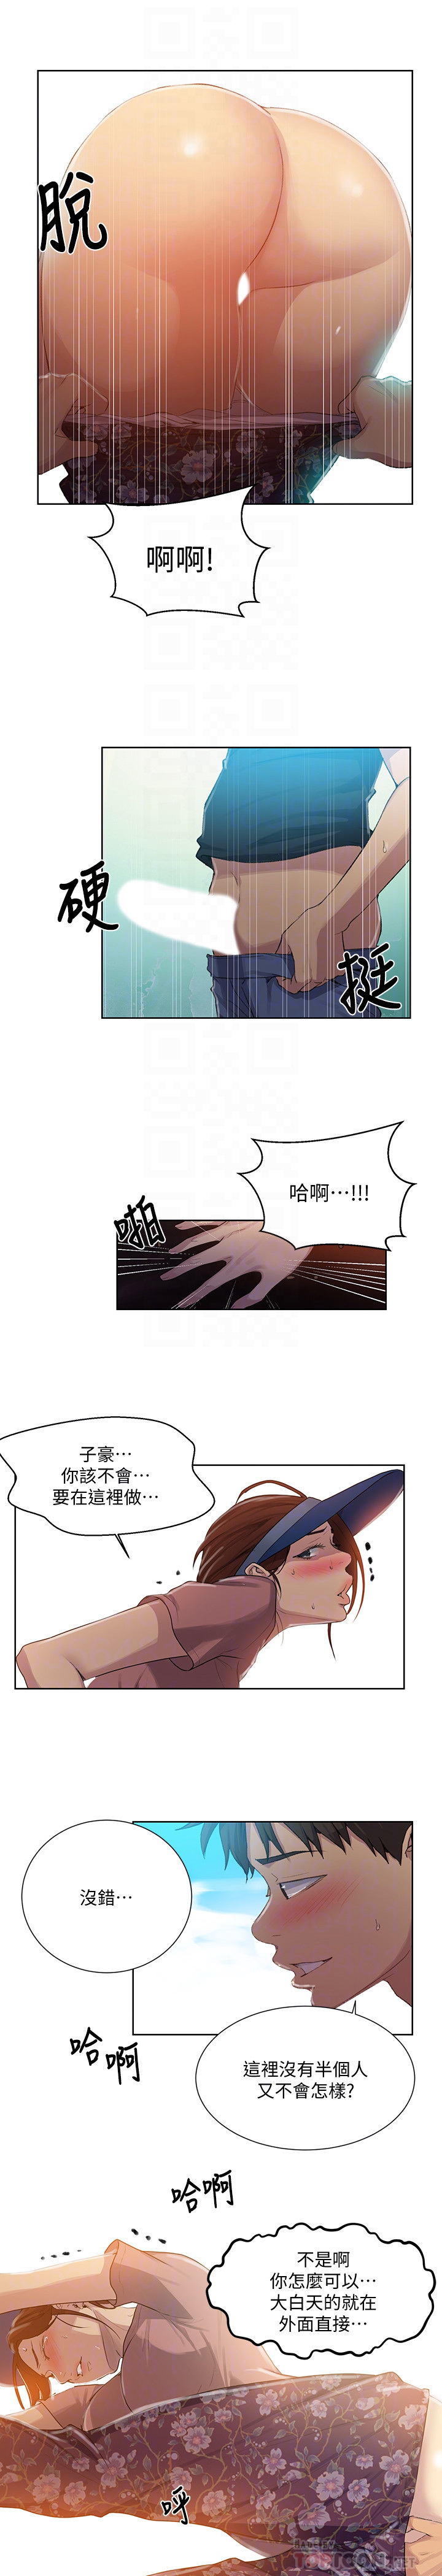 脫
啊啊!
硬
挺
哈啊…!!!
啪
子豪…
你該不會…
要在這裡做…
沒錯…
哈啊
這裡沒有半個人
又不會怎樣?
哈啊
不是啊
你怎麼可以…
大白天的就在
外面直接…
呼